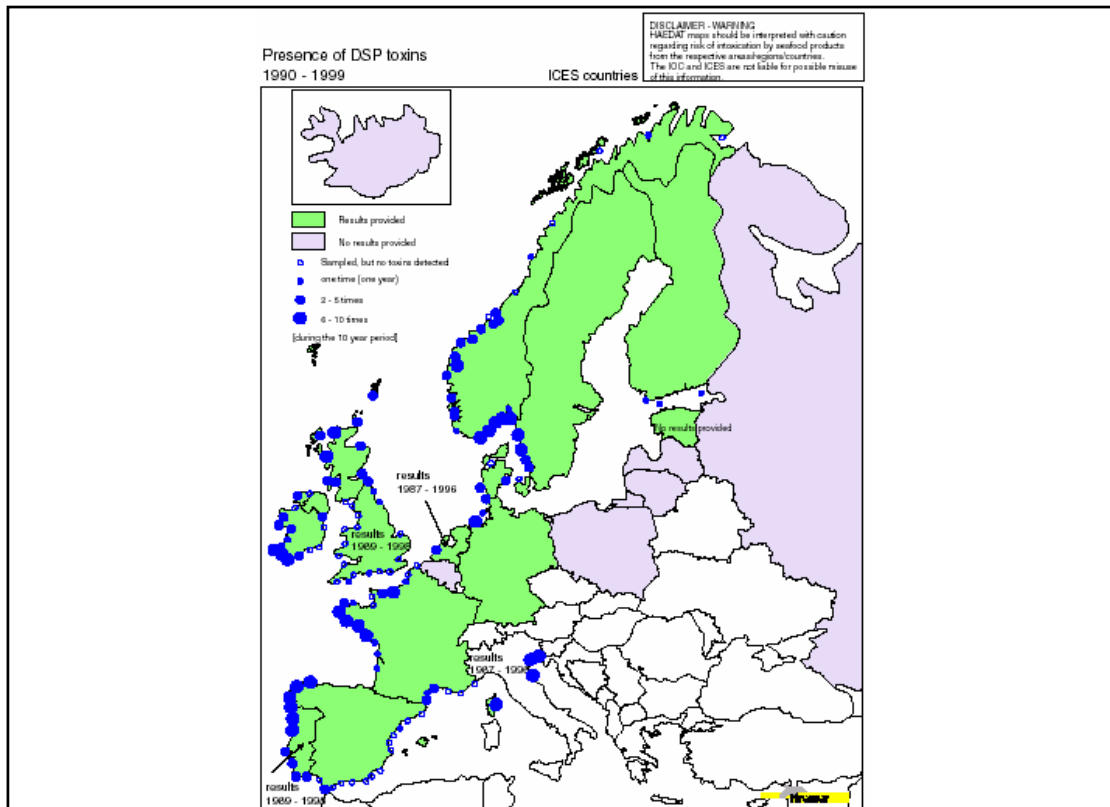 DISCLAIMER - WARNING
HAEDAT maps should be interpreted with caution
regarding risk of intoxication by seafood products
from the respective areas/regions/countries.
The IOC and ICES are not liable for possible misuse
of this information.
Presence of DSP toxins
1990 - 1999
ICES countries
Results provided
No results provided
Sampled, but no toxins detected
one time (one year)
2 - 5 times
6 - 10 times
[during the 10 year period]
No results provided
results
1987 - 1996
results
results
results